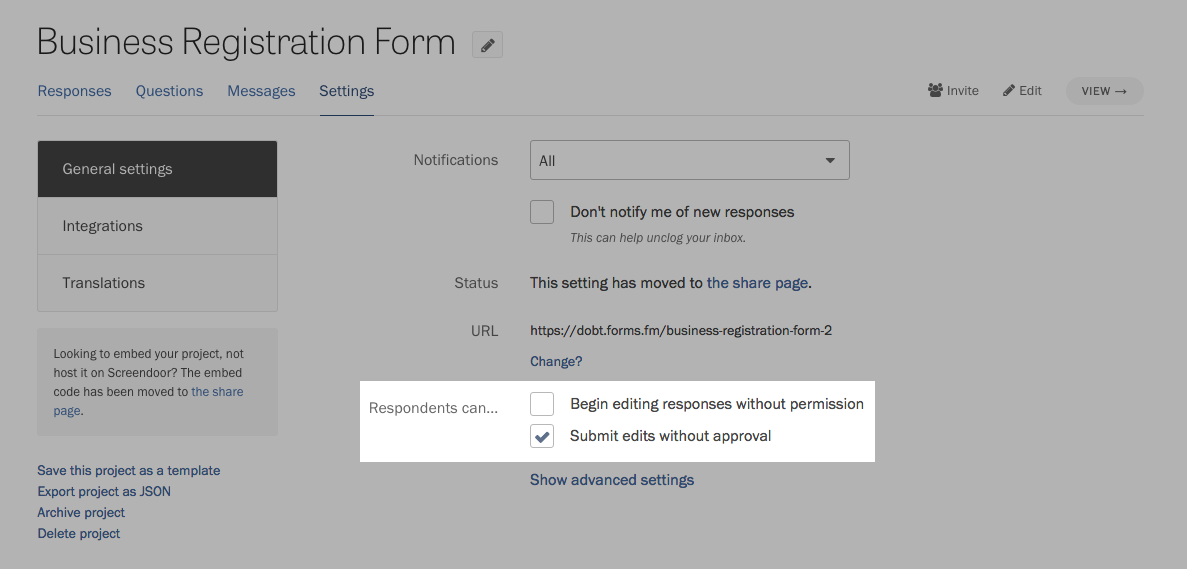 Business Registration Form
Responses Questions Messages Settings
Invite Edit VIEW →
General settings
Integrations
Translations
Looking to embed your project, not
host it on Screendoor? The embed
code has been moved to the share
page.
Save this project as a template
Export project as JSON
Archive project
Delete project
Notifications All
Don't notify me of new responses
This can help unclog your inbox.
Status This setting has moved to the share page.
URL https://dobt.forms.fm/business-registration-form-2
Change?
Respondents can... Begin editing responses without permission
Submit edits without approval
Show advanced settings